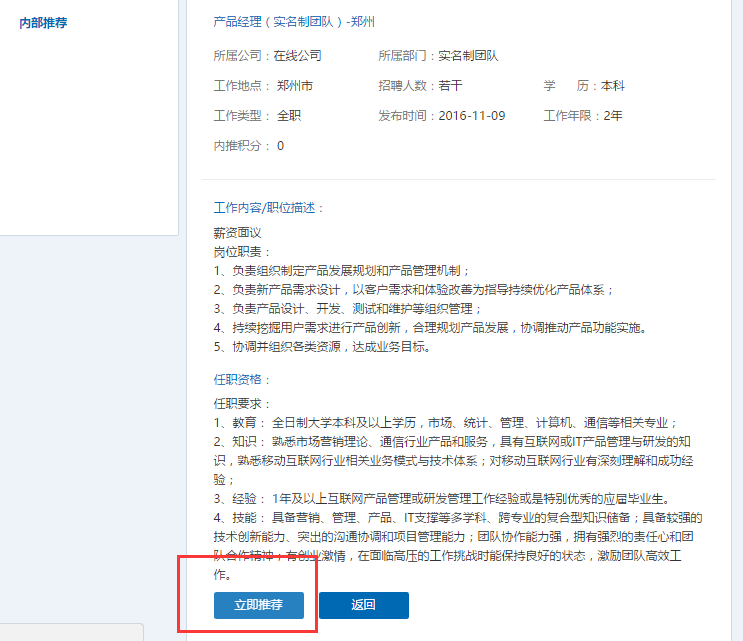 内部推荐
产品经理（实名制团队）-郑州
所属公司：在线公司 所属部门：实名制团队
工作地点： 郑州市 招聘人数：若干 学 历：本科
工作类型： 全职 发布时间：2016-11-09 工作年限：2年
内推积分： 0
工作内容/职位描述：
薪资面议
岗位职责：
1、负责组织制定产品发展规划和产品管理机制；
2、负责新产品需求设计，以客户需求和体验改善为指导持续优化产品体系；
3、负责产品设计、开发、测试和维护等组织管理；
4、持续挖掘用户需求进行产品创新，合理规划产品发展，协调推动产品功能实施。
5、协调并组织各类资源，达成业务目标。
任职资格：
任职要求：
1、教育： 全日制大学本科及以上学历，市场、统计、管理、计算机、通信等相关专业；
2、知识： 熟悉市场营销理论、通信行业产品和服务，具有互联网或IT产品管理与研发的知
识，熟悉移动互联网行业相关业务模式与技术体系；对移动互联网行业有深刻理解和成功经
验；
3、经验： 1年及以上互联网产品管理或研发管理工作经验或是特别优秀的应届毕业生。
4、技能： 具备营销、管理、产品、IT支撑等多学科、跨专业的复合型知识储备；具备较强的
技术创新能力、突出的沟通协调和项目管理能力；团队协作能力强，拥有强烈的责任心和团
队合作精神；有创业激情，在面临高压的工作挑战时能保持良好的状态，激励团队高效工
作。
立即推荐 返回